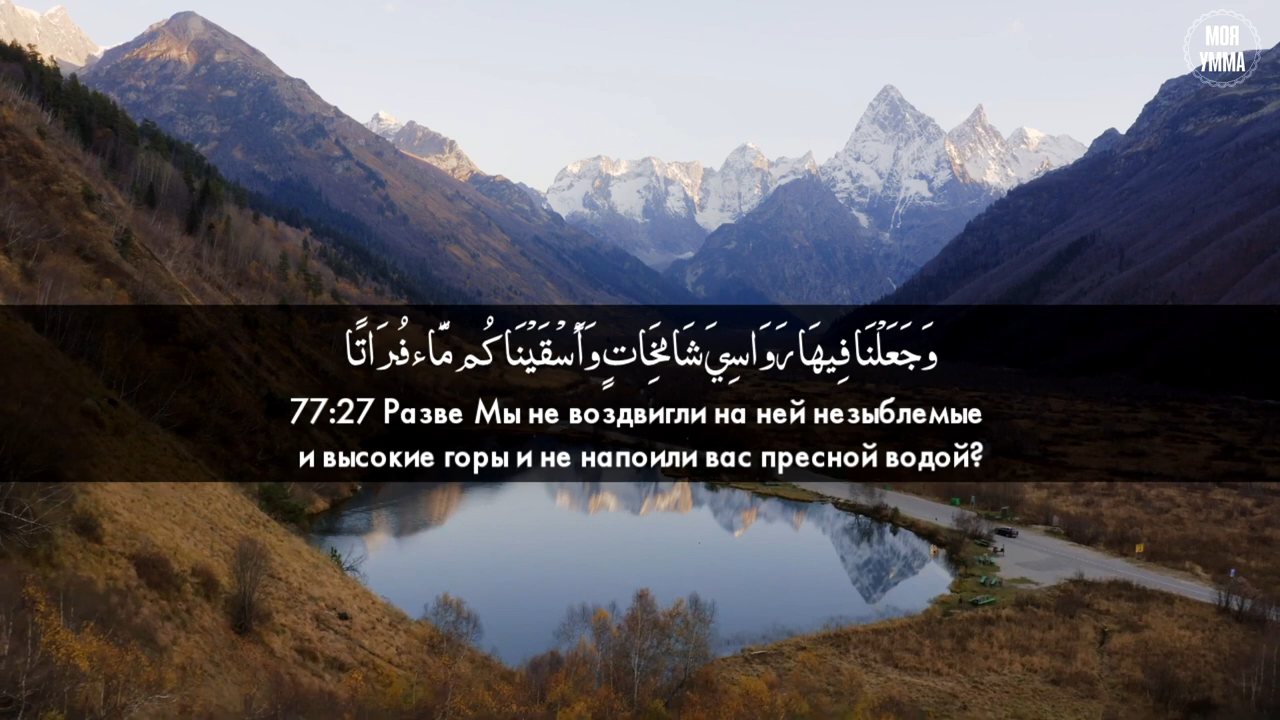 МОЯ
УММА
وَجَعَلْنَا فِيهَا رَوَاسِيَ شَامِخَاتٍ وَأَسْقَيْنَاكُم مَّاءً فُرَاتًا
77:27 Разве Мы не воздвигли на ней незыблемые
и высокие горы и не напоили вас пресной водой?